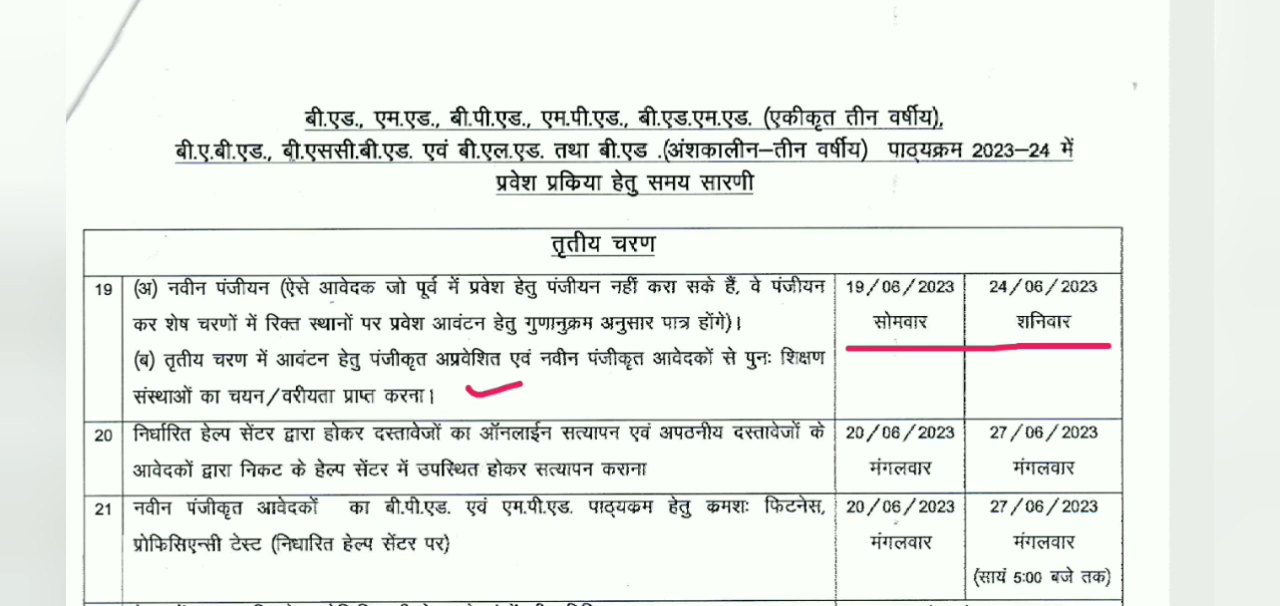 बी.एड., एम.एड., बी.पी.एड., एम.पी.एड., बी.एड.एम.एड. (एकीकृत तीन वर्षीय),
बी.ए.बी.एड., बी.एससी.बी.एड. एवं बी.एल.एड. तथा बी.एड .(अंशकालीन–तीन वर्षीय) पाठ्यक्रम 2023–24 में
प्रवेश प्रकिया हेतु समय सारणी
तृतीय चरण
19 (अ) नवीन पंजीयन (ऐसे आवेदक जो पूर्व में प्रवेश हेतु पंजीयन नहीं करा सके हैं, वे पंजीयन 19/06/2023 24/06/2023
कर शेष चरणों में रिक्त स्थानों पर प्रवेश आवंटन हेतु गुणानुक्रम अनुसार पात्र होंगे)। सोमवार शनिवार
(ब) तृतीय चरण में आवंटन हेतु पंजीकृत अप्रवेशित एवं नवीन पंजीकृत आवेदकों से पुनः शिक्षण
संस्थाओं का चयन/वरीयता प्राप्त करना।
20 निर्धारित हेल्प सेंटर द्वारा होकर दस्तावेजों का ऑनलाईन सत्यापन एवं अपठनीय दस्तावेजों के 20/06/2023 27/06/2023
आवेदकों द्वारा निकट के हेल्प सेंटर में उपस्थित होकर सत्यापन कराना मंगलवार मंगलवार
21 नवीन पंजीकृत आवेदकों का बी.पी.एड. एवं एम.पी.एड. पाठ्यक्रम हेतु क्रमशः फिटनेस, 20/06/2023 27/06/2023
प्रोफिसिएन्सी टेस्ट (निधारित हेल्प सेंटर पर) मंगलवार मंगलवार
(सायं 5:00 बजे तक)